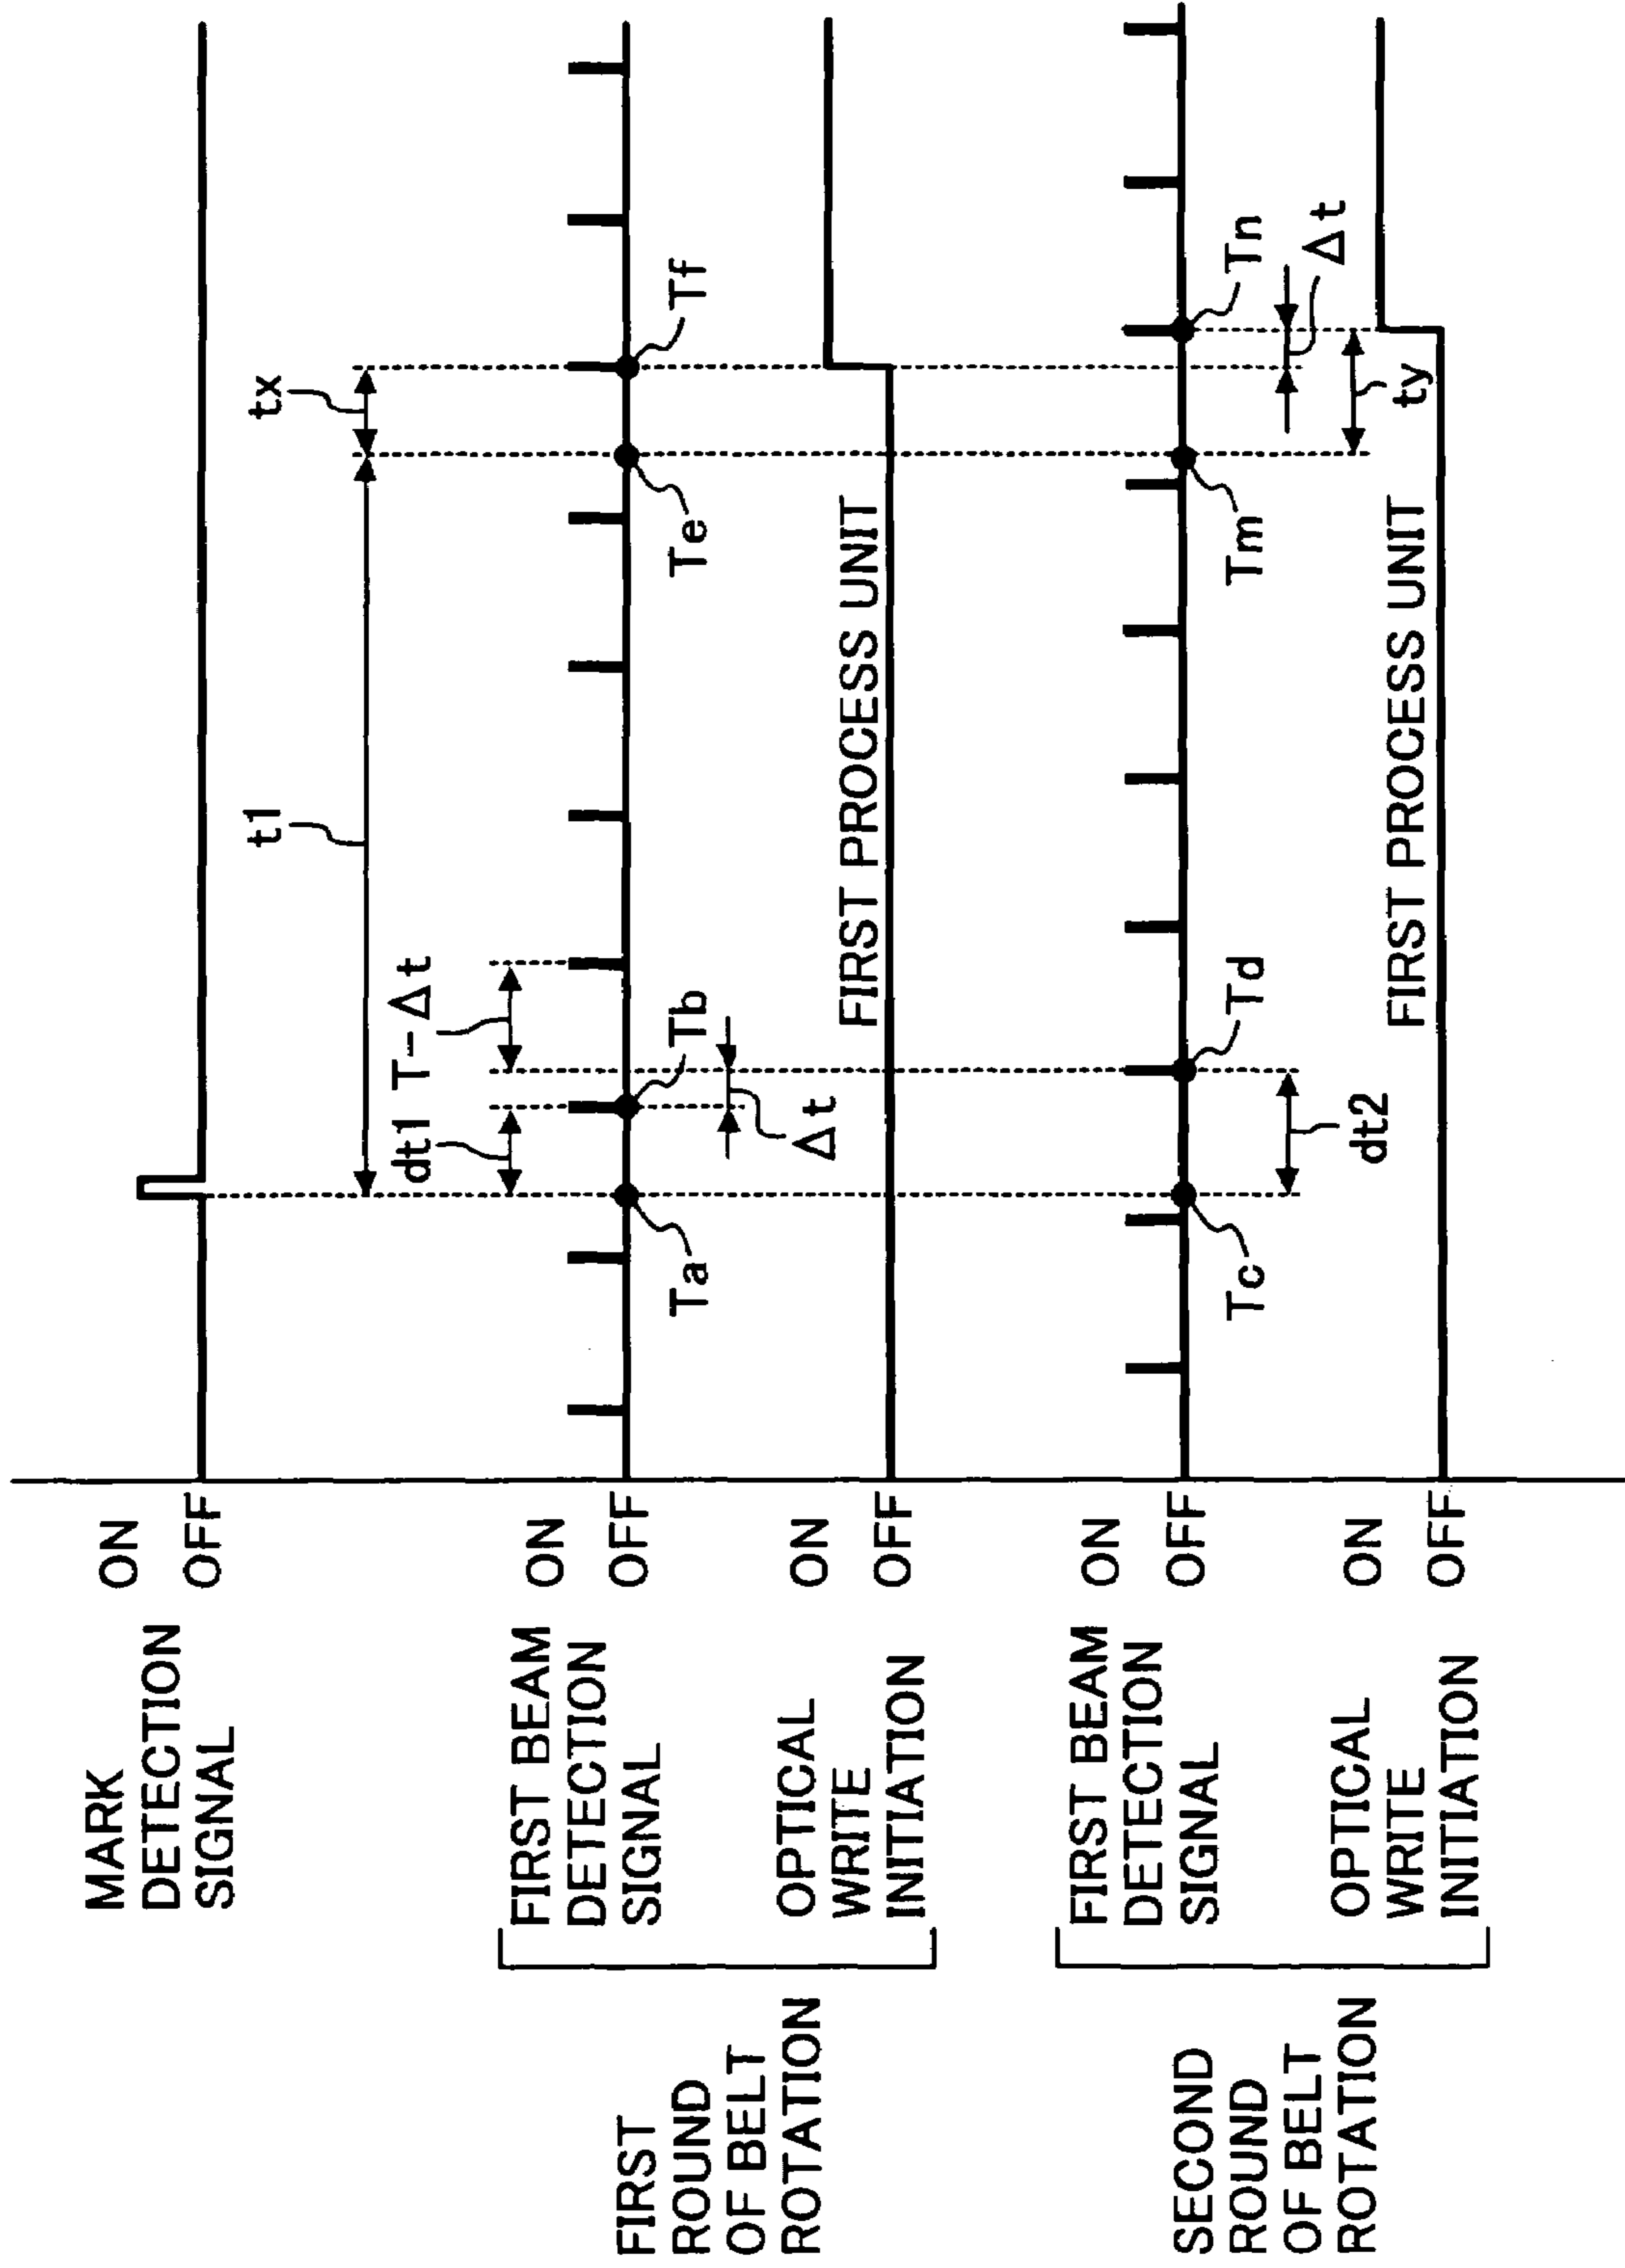 MARK
DETECTION
SIGNAL
ON
OFF
t1
tx
FIRST ROUND
OF BELT
ROTATION
FIRST BEAM
DETECTION
SIGNAL
ON
OFF
dt1
T-Δt
Ta
Tb
Te
Tf
Δt
OPTICAL
WRITE
INITIATION
ON
OFF
FIRST PROCESS UNIT
SECOND
ROUND
OF BELT
ROTATION
FIRST BEAM
DETECTION
SIGNAL
ON
OFF
Tc
Td
Tm
Tn
dt2
Δt
ty
OPTICAL
WRITE
INITIATION
ON
OFF
FIRST PROCESS UNIT